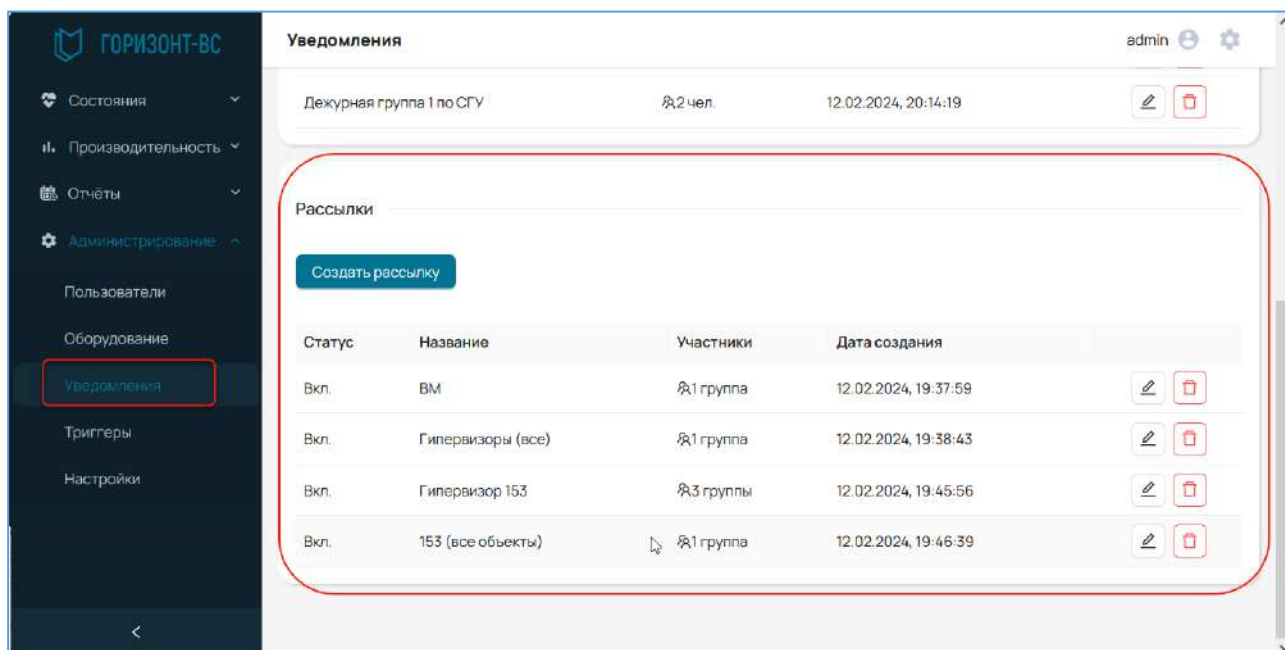 ГОРИЗОНТ-ВС
Состояния
Производительность
Отчёты
Администрирование
Пользователи
Оборудование
Уведомления
Триггеры
Настройки
Уведомления
admin
Дежурная группа 1 по СГУ 2 чел. 12.02.2024, 20:14:19
Рассылки
Создать рассылку
Статус Название Участники Дата создания
Вкл. ВМ 1 группа 12.02.2024, 19:37:59
Вкл. Гипервизоры (все) 1 группа 12.02.2024, 19:38:43
Вкл. Гипервизор 153 3 группы 12.02.2024, 19:45:56
Вкл. 153 (все объекты) 1 группа 12.02.2024, 19:46:39